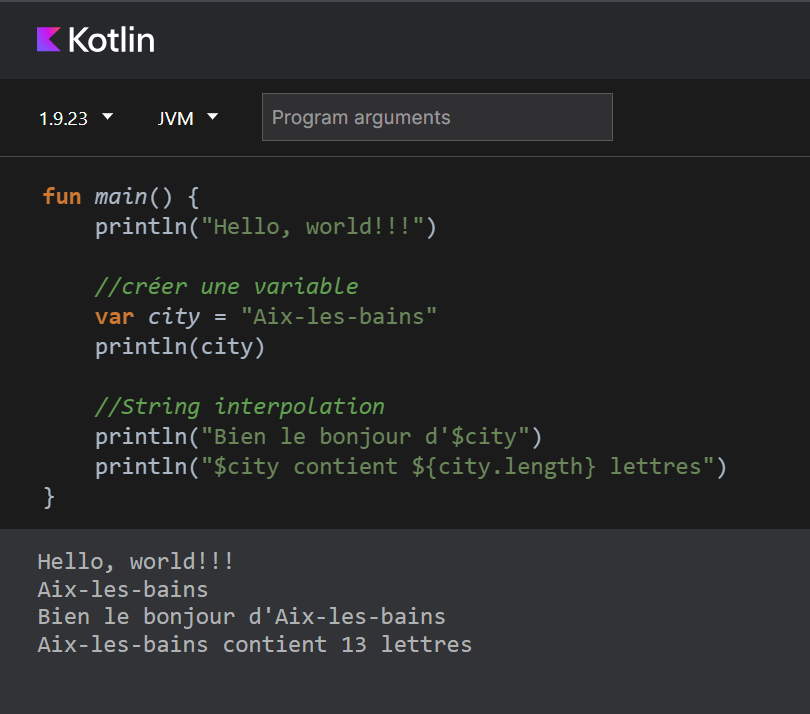 Kotlin
1.9.23 JVM Program arguments
fun main() {
    println("Hello, world!!!")

    //créer une variable
    var city = "Aix-les-bains"
    println(city)

    //String interpolation
    println("Bien le bonjour d'$city")
    println("$city contient ${city.length} lettres")
}
Hello, world!!!
Aix-les-bains
Bien le bonjour d'Aix-les-bains
Aix-les-bains contient 13 lettres